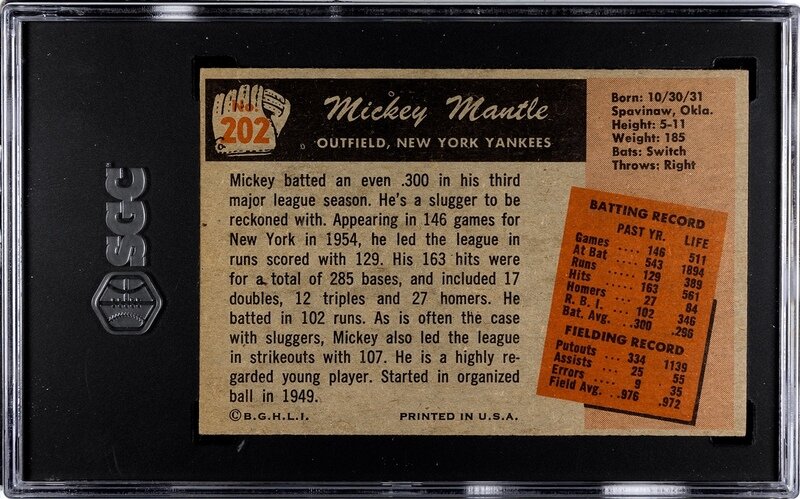 SGC
No:
202
Mickey Mantle
OUTFIELD, NEW YORK YANKEES
Born: 10/30/31
Spavinaw, Okla.
Height: 5-11
Weight: 185
Bats: Switch
Throws: Right
Mickey batted an even .300 in his third
major league season. He's a slugger to be
reckoned with. Appearing in 146 games for
New York in 1954, he led the league in
runs scored with 129. His 163 hits were
for a total of 285 bases, and included 17
doubles, 12 triples and 27 homers. He
batted in 102 runs. As is often the case
with sluggers, Mickey also led the league
in strikeouts with 107. He is a highly re-
garded young player. Started in organized
ball in 1949.
©B.G.H.L.I. PRINTED IN U.S.A.
BATTING RECORD
PAST YR. LIFE
Games .... 146 511
At Bat .... 543 1894
Runs .... 129 389
Hits .... 163 561
Homers .... 27 84
R. B. I. .... 102 346
Bat. Avg. ... .300 .296
FIELDING RECORD
Putouts .... 334 1139
Assists .... 25 55
Errors .... 9 35
Field Avg. .. .976 .972